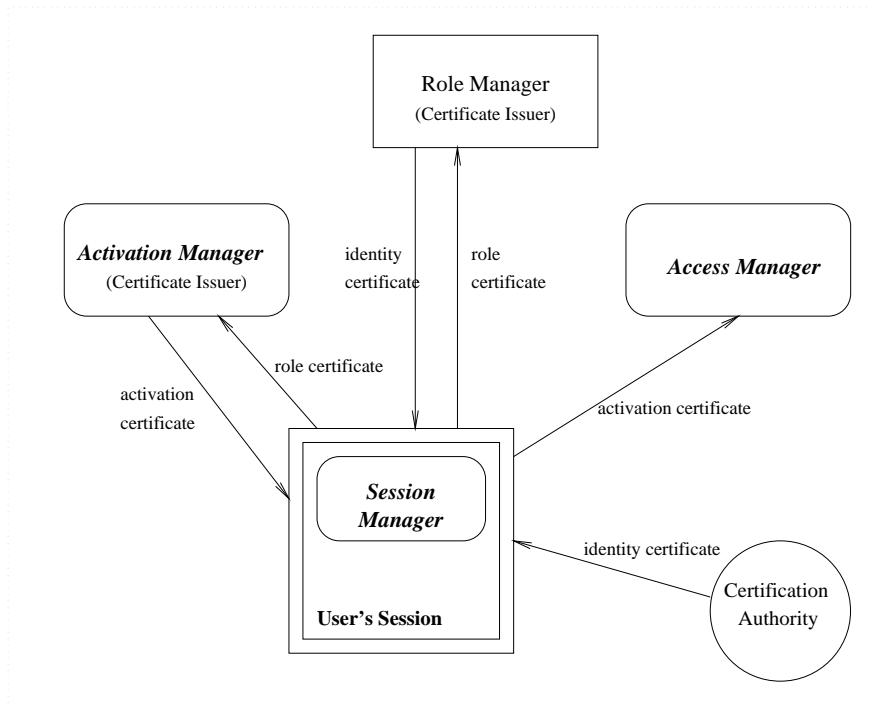 Role Manager
(Certificate Issuer)
Activation Manager
(Certificate Issuer)
identity
certificate
role
certificate
Access Manager
role certificate
activation
certificate
activation certificate
Session
Manager
identity certificate
Certification
Authority
User's Session